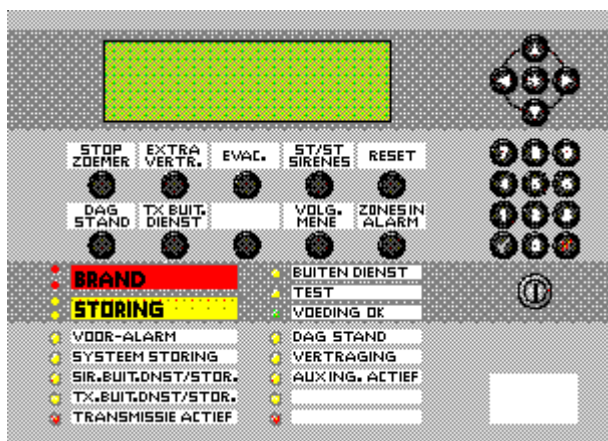 STOP ZOEMER
EXTRA VERTR.
EVAC.
ST/ST SIRENES
RESET
DAG STAND
TX BUIT. DIENST
VOLG. MENE
ZONES IN ALARM
BRAND
STORING
VOOR-ALARM
SYSTEEM STORING
SIR.BUIT.DNST/STOR.
TX.BUIT.DNST/STOR.
TRANSMISSIE ACTIEF
BUITEN DIENST
TEST
VOEDING OK
DAG STAND
VERTRAGING
AUX ING. ACTIEF